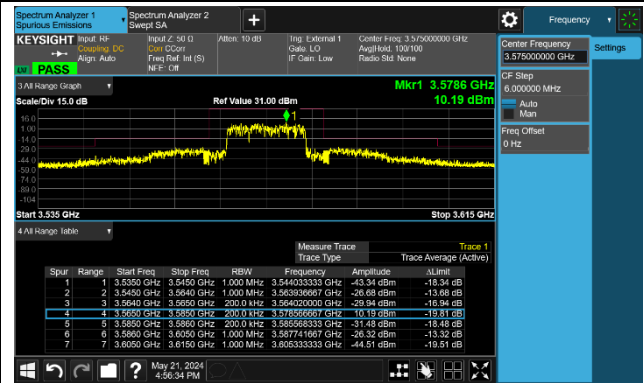 Spectrum Analyzer 1
Spurious Emissions
Spectrum Analyzer 2
Swept SA
Frequency
KEYSIGHT
Input: RF
Coupling: DC
Align: Auto
Input Z: 50 Ω
Corr CCorr
Freq Ref: Int (S)
NFE: Off
Atten: 10 dB
Trig: External 1
Gate: LO
IF Gain: Low
Center Freq: 3.575000000 GHz
Avg|Hold: 100/100
Radio Std: None
LXI
PASS
Center Frequency
3.575000000 GHz
Settings
CF Step
6.000000 MHz
Auto
Man
Freq Offset
0 Hz
3 All Range Graph
Mkr1 3.5786 GHz
Scale/Div 15.0 dB
Ref Value 31.00 dBm
10.19 dBm
1
16.0
1.00
-14.0
-29.0
-44.0
-59.0
-74.0
-89.0
-104
Start 3.535 GHz
Stop 3.615 GHz
4 All Range Table
Measure Trace
Trace 1
Trace Type
Trace Average (Active)
Spur Range Start Freq Stop Freq RBW Frequency Amplitude ΔLimit
1 1 3.5350 GHz 3.5450 GHz 1.000 MHz 3.544033333 GHz -43.34 dBm -18.34 dB
2 2 3.5450 GHz 3.5640 GHz 1.000 MHz 3.563936667 GHz -26.68 dBm -13.68 dB
3 3 3.5640 GHz 3.5650 GHz 200.0 kHz 3.564020000 GHz -29.94 dBm -16.94 dB
4 4 3.5650 GHz 3.5850 GHz 200.0 kHz 3.578566667 GHz 10.19 dBm -19.81 dB
5 5 3.5850 GHz 3.5860 GHz 200.0 kHz 3.585568333 GHz -31.48 dBm -18.48 dB
6 6 3.5860 GHz 3.6050 GHz 1.000 MHz 3.587741667 GHz -26.32 dBm -13.32 dB
7 7 3.6050 GHz 3.6150 GHz 1.000 MHz 3.605333333 GHz -44.51 dBm -19.51 dB
?
May 21, 2024
4:56:34 PM